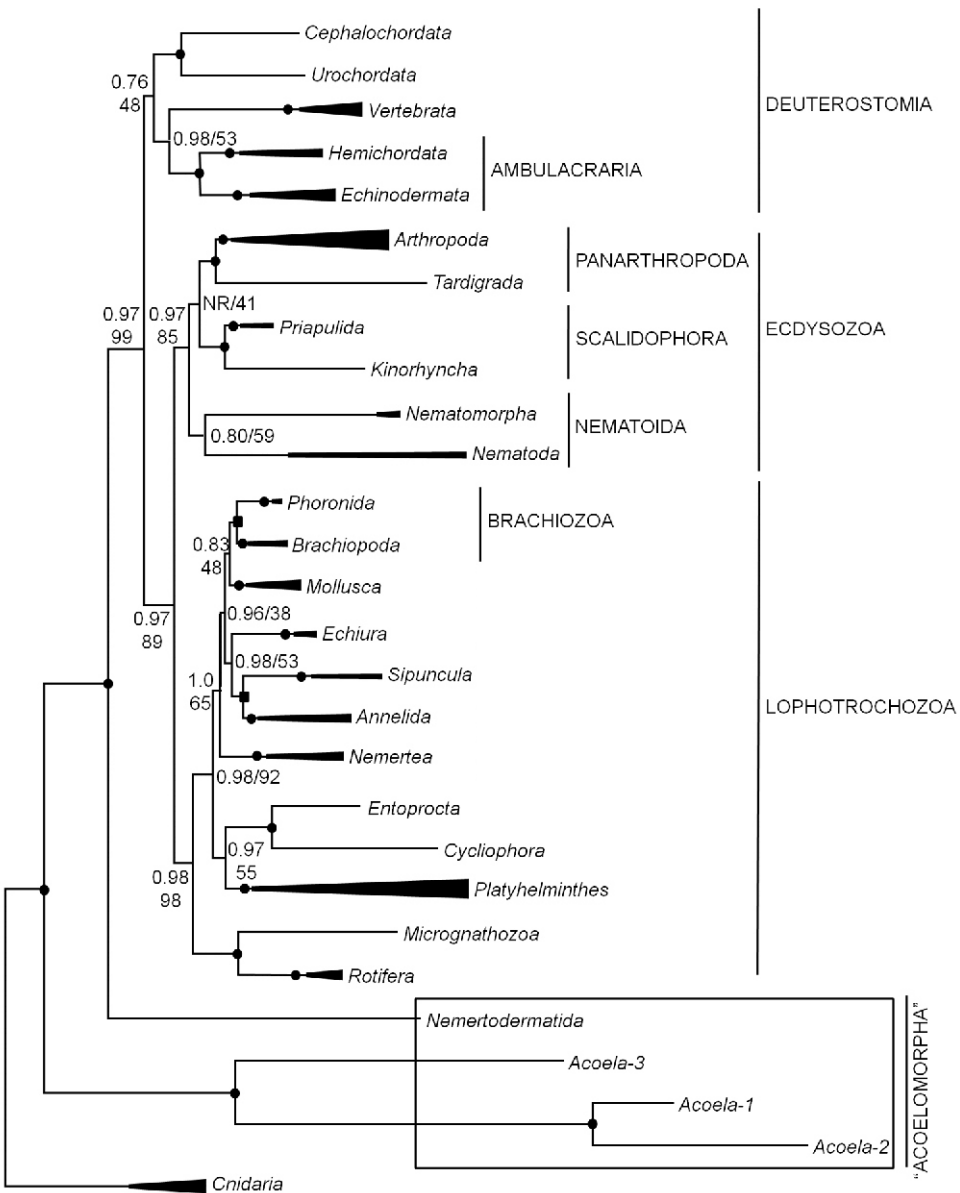 Cephalochordata
0.76
Urochordata
48
DEUTEROSTOMIA
Vertebrata
0.98/53
Hemichordata
AMBULACRARIA
Echinodermata
Arthropoda
PANARTHROPODA
Tardigrada
NR/41
0.97
99
0.97
85
Priapulida
SCALIDOPHORA
ECDYSOZOA
Kinorhyncha
Nematomorpha
NEMATOIDA
0.80/59
Nematoda
Phoronida
BRACHIOZOA
0.83
48
Brachiopoda
Mollusca
0.96/38
0.97
89
Echiura
0.98/53
Sipuncula
1.0
65
Annelida
LOPHOTROCHOZOA
Nemertea
0.98/92
Entoprocta
0.97
55
Cycliophora
0.98
98
Platyhelminthes
Micrognathozoa
Rotifera
Nemertodermatida
Acoela-3
Acoela-1
Acoela-2
"ACOELOMORPHA"
Cnidaria